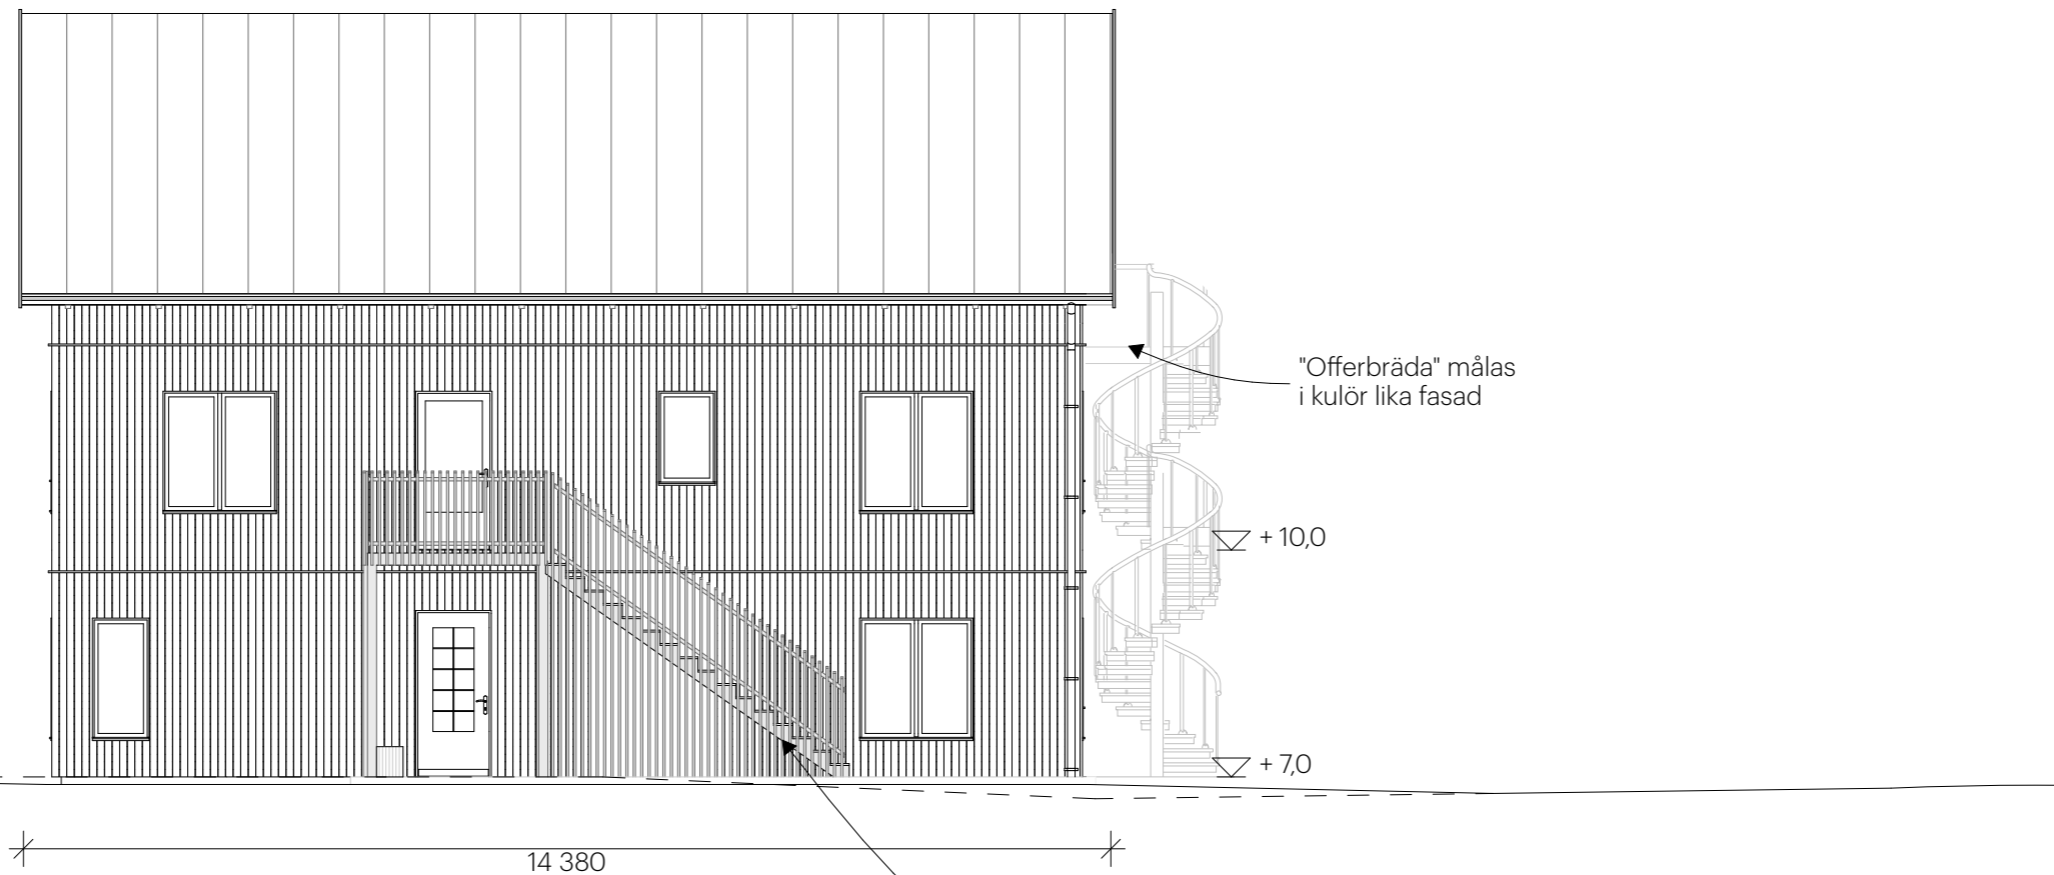 "Offerbräda" målas
i kulör lika fasad
+ 10,0
+ 7,0
14 380